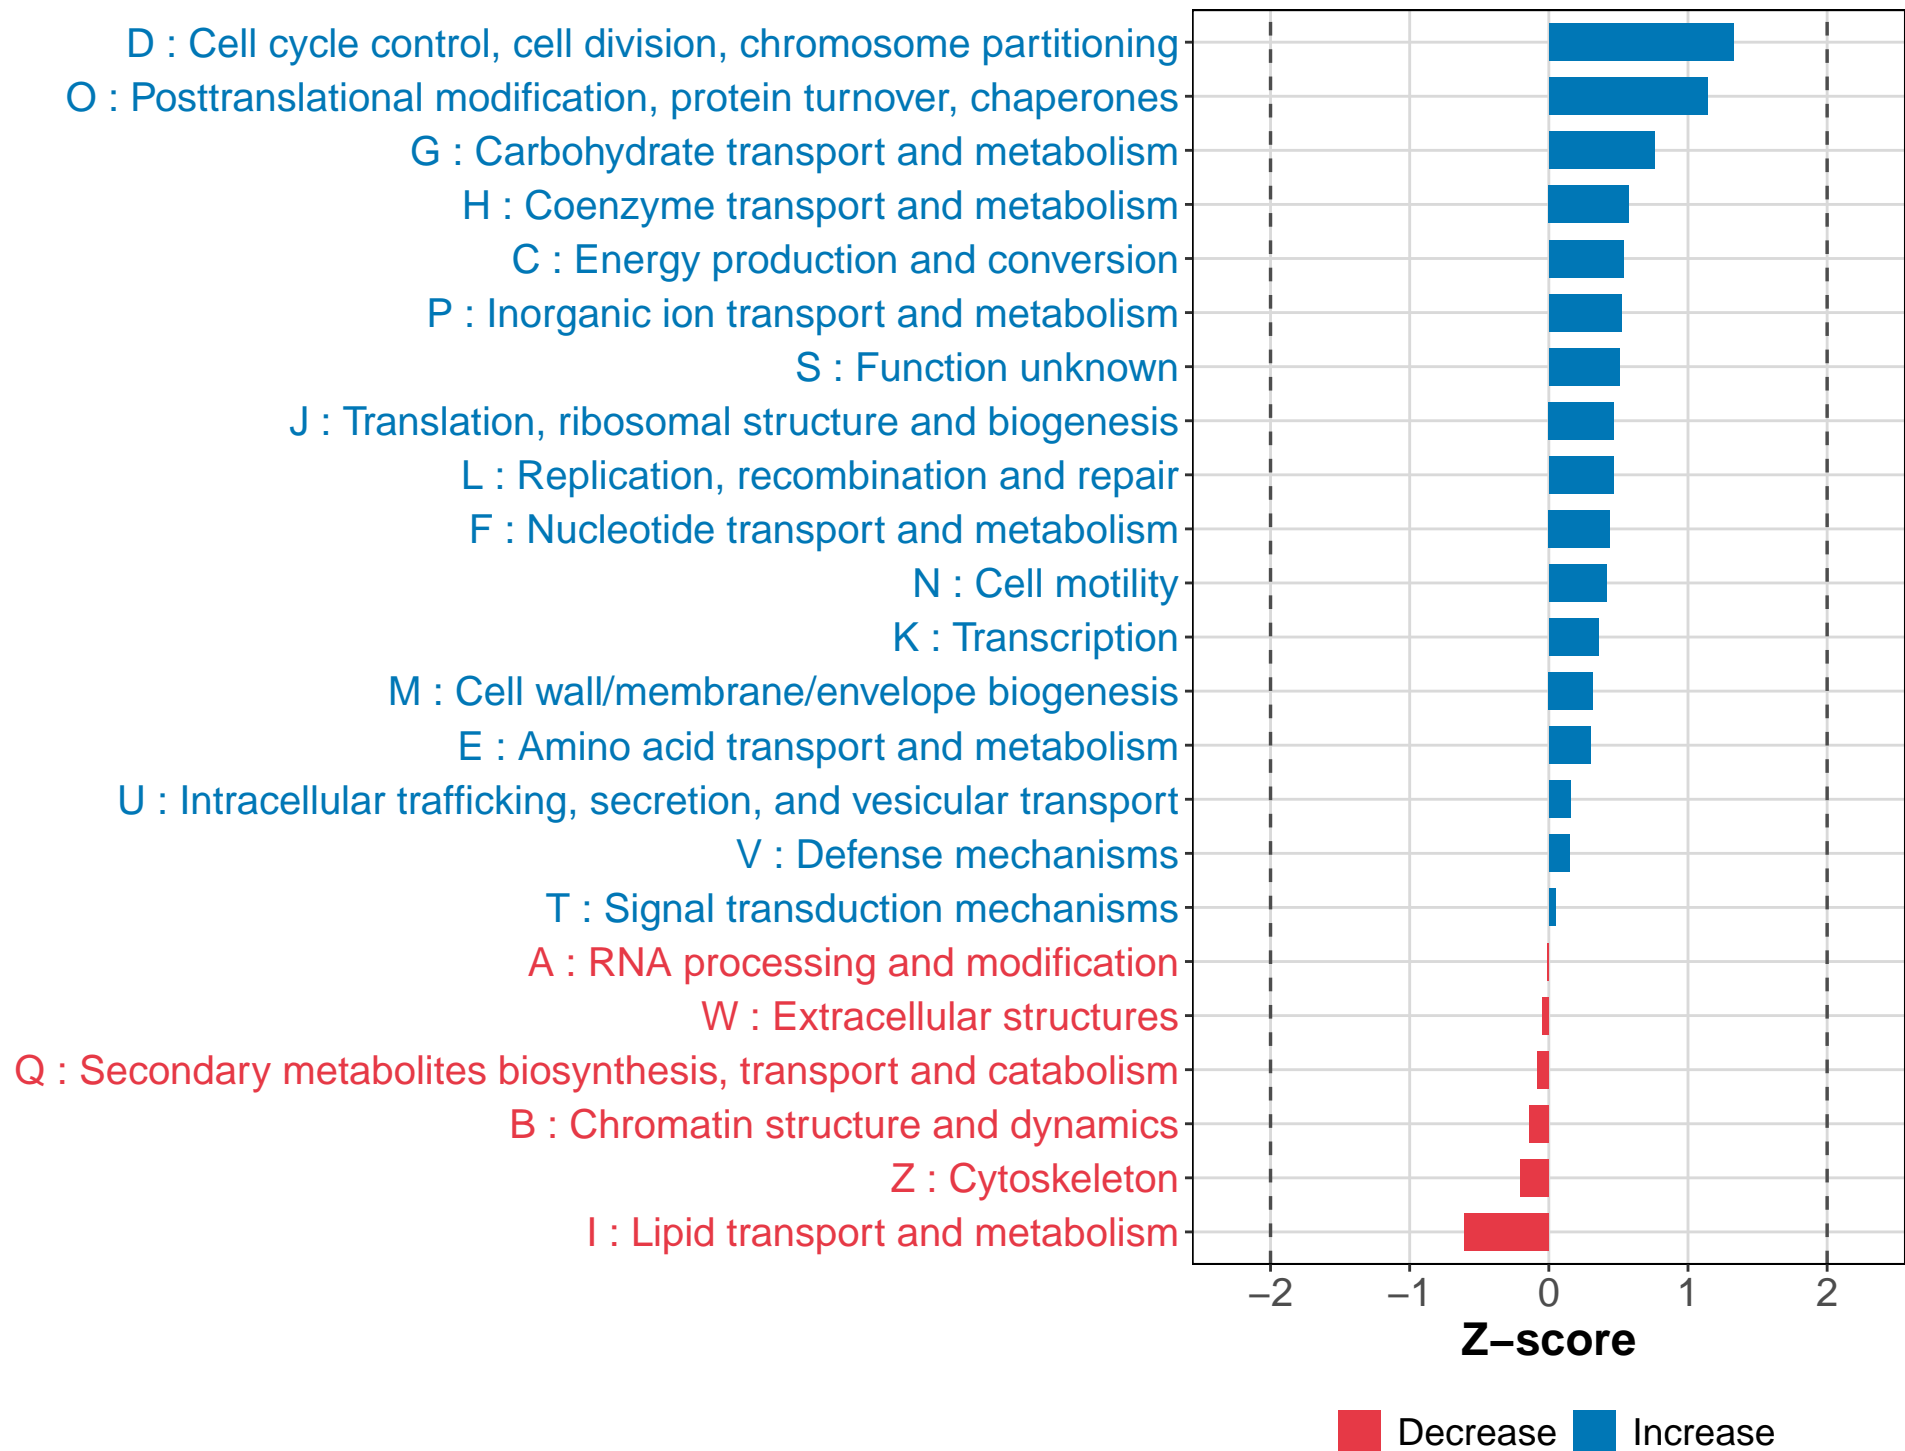 D : Cell cycle control, cell division, chromosome partitioning
O : Posttranslational modification, protein turnover, chaperones
G : Carbohydrate transport and metabolism
H : Coenzyme transport and metabolism
C : Energy production and conversion
P : Inorganic ion transport and metabolism
S : Function unknown
J : Translation, ribosomal structure and biogenesis
L : Replication, recombination and repair
F : Nucleotide transport and metabolism
N : Cell motility
K : Transcription
M : Cell wall/membrane/envelope biogenesis
E : Amino acid transport and metabolism
U : Intracellular trafficking, secretion, and vesicular transport
V : Defense mechanisms
T : Signal transduction mechanisms
A : RNA processing and modification
W : Extracellular structures
Q : Secondary metabolites biosynthesis, transport and catabolism
B : Chromatin structure and dynamics
Z : Cytoskeleton
I : Lipid transport and metabolism
−2 −1 0 1 2
Z−score
Decrease Increase